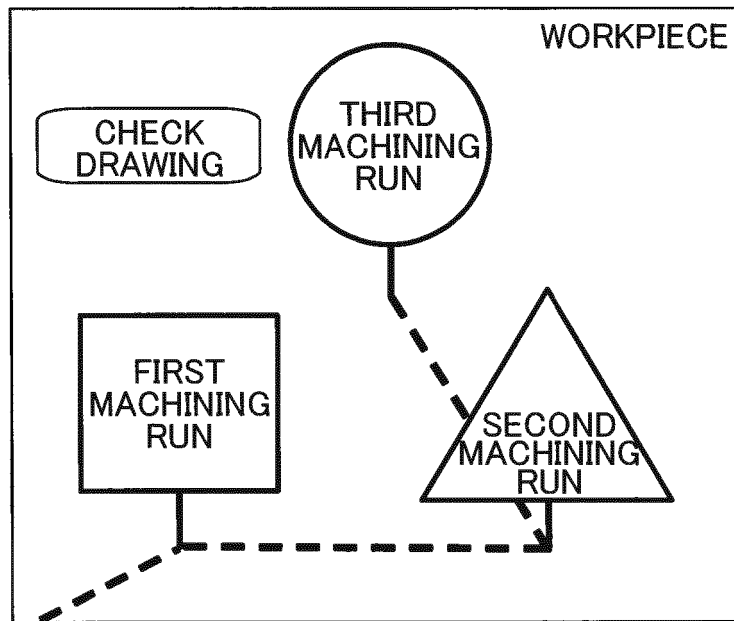 WORKPIECE
CHECK
DRAWING
THIRD
MACHINING
RUN
FIRST
MACHINING
RUN
SECOND
MACHINING
RUN